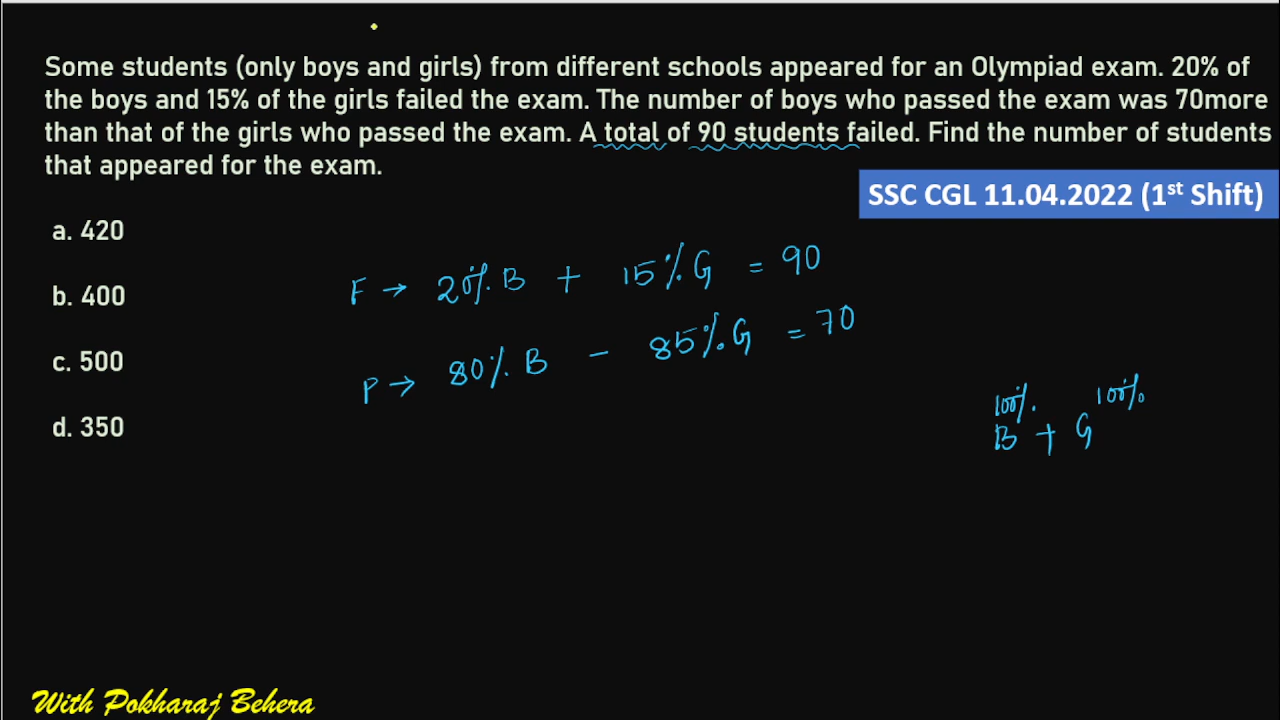 Some students (only boys and girls) from different schools appeared for an Olympiad exam. 20% of
the boys and 15% of the girls failed the exam. The number of boys who passed the exam was 70more
than that of the girls who passed the exam. A total of 90 students failed. Find the number of students
that appeared for the exam.
SSC CGL 11.04.2022 (1st Shift)
a. 420
b. 400
c. 500
d. 350
F → 20% B + 15% G = 90
P → 80% B - 85% G = 70
100% 100%
B + G
With Pokharaj Behera